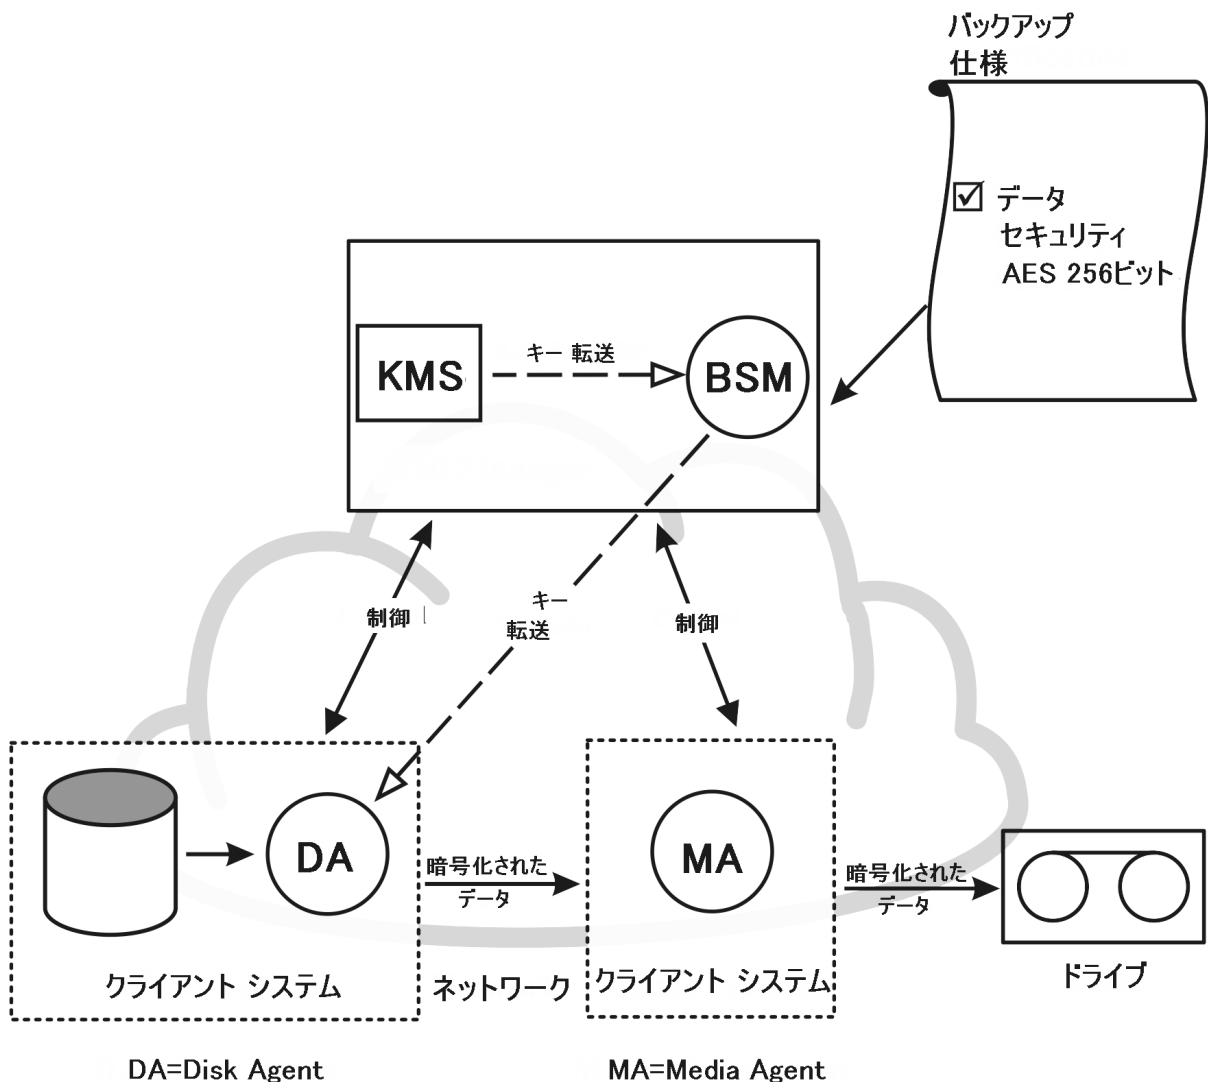 バックアップ
仕様
データ
セキュリティ
AES 256ビット
KMS
キー 転送
BSM
制御
キー
転送
制御
DA
暗号化された
データ
MA
暗号化された
データ
クライアント システム
ネットワーク
クライアント システム
ドライブ
DA=Disk Agent
MA=Media Agent